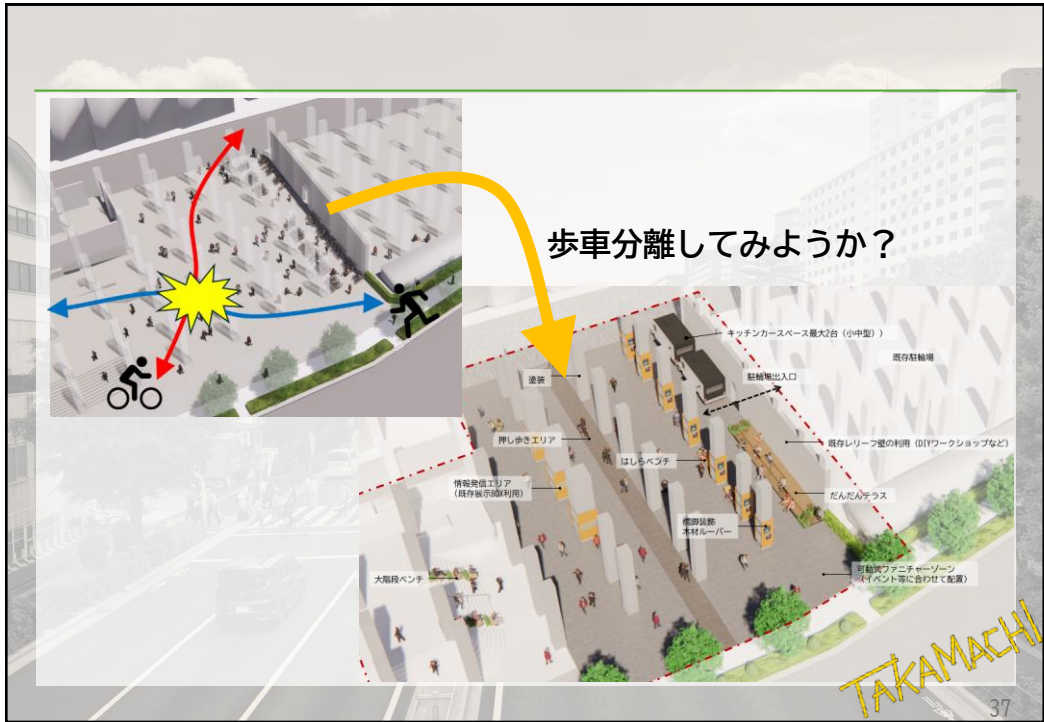 歩車分離してみようか？
キッチンカースペース最大2台（小中型））
既存駐輪場
駐輪場出入口
塗装
押し歩きエリア
既存レリーフ壁の利用（DIYワークショップなど）
はしらベンチ
情報発信エリア
（既存展示BOX利用）
だんだんテラス
橋脚装飾
木材ルーバー
大階段ベンチ
可動式ファニチャーゾーン
（イベント等に合わせて配置）
TAKAMACHI
37